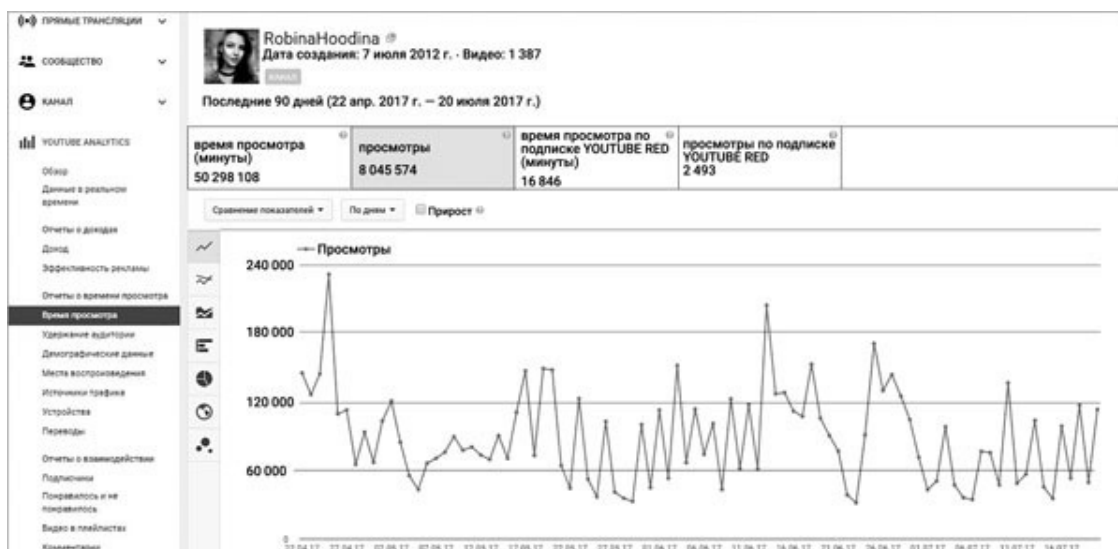 ПРЯМЫЕ ТРАНСЛЯЦИИ
СООБЩЕСТВО
КАНАЛ
YOUTUBE ANALYTICS
Обзор
Данные в реальном
времени
Отчеты о доходах
Доход
Эффективность рекламы
Отчеты о времени просмотра
Время просмотра
Удержание аудитории
Демографические данные
Места воспроизведения
Источники трафика
Устройства
Переводы
Отчеты о взаимодействии
Подписчики
Понравилось и не
понравилось
Видео в плейлистах
Комментарии
RobinaHoodina
Дата создания: 7 июля 2012 г. · Видео: 1 387
КАНАЛ
Последние 90 дней (22 апр. 2017 г. — 20 июля 2017 г.)
время просмотра
(минуты)
50 298 108
просмотры
8 045 574
время просмотра по
подписке YOUTUBE RED
(минуты)
16 846
просмотры по подписке
YOUTUBE RED
2 493
Сравнение показателей
По дням
Прирост
Просмотры
240 000
180 000
120 000
60 000
0